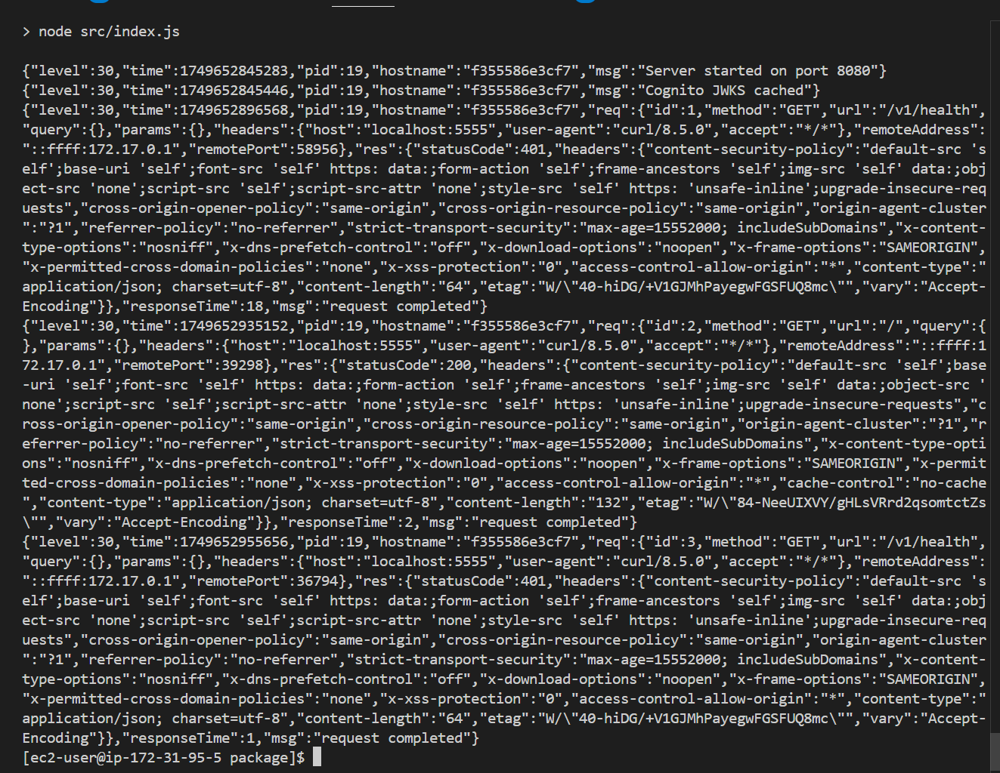 > node src/index.js
{"level":30,"time":1749652845283,"pid":19,"hostname":"f355586e3cf7","msg":"Server started on port 8080"}
{"level":30,"time":1749652845446,"pid":19,"hostname":"f355586e3cf7","msg":"Cognito JWKS cached"}
{"level":30,"time":1749652896568,"pid":19,"hostname":"f355586e3cf7","req":{"id":1,"method":"GET","url":"/v1/health",
"query":{},"params":{},"headers":{"host":"localhost:5555","user-agent":"curl/8.5.0","accept":"*/*"},"remoteAddress":
"::ffff:172.17.0.1","remotePort":58956},"res":{"statusCode":401,"headers":{"content-security-policy":"default-src 's
elf';base-uri 'self';font-src 'self' https: data:;form-action 'self';frame-ancestors 'self';img-src 'self' data:;obj
ect-src 'none';script-src 'self';script-src-attr 'none';style-src 'self' https: 'unsafe-inline';upgrade-insecure-req
uests","cross-origin-opener-policy":"same-origin","cross-origin-resource-policy":"same-origin","origin-agent-cluster
":"?1","referrer-policy":"no-referrer","strict-transport-security":"max-age=15552000; includeSubDomains","x-content-
type-options":"nosniff","x-dns-prefetch-control":"off","x-download-options":"noopen","x-frame-options":"SAMEORIGIN",
"x-permitted-cross-domain-policies":"none","x-xss-protection":"0","access-control-allow-origin":"*","content-type":"
application/json; charset=utf-8","content-length":"64","etag":"W/\"40-hiDG/+V1GJMhPayegwFGSFUQ8mc\"","vary":"Accept-
Encoding"}},"responseTime":18,"msg":"request completed"}
{"level":30,"time":1749652935152,"pid":19,"hostname":"f355586e3cf7","req":{"id":2,"method":"GET","url":"/","query":{
},"params":{},"headers":{"host":"localhost:5555","user-agent":"curl/8.5.0","accept":"*/*"},"remoteAddress":"::ffff:1
72.17.0.1","remotePort":39298},"res":{"statusCode":200,"headers":{"content-security-policy":"default-src 'self';base
-uri 'self';font-src 'self' https: data:;form-action 'self';frame-ancestors 'self';img-src 'self' data:;object-src '
none';script-src 'self';script-src-attr 'none';style-src 'self' https: 'unsafe-inline';upgrade-insecure-requests","c
ross-origin-opener-policy":"same-origin","cross-origin-resource-policy":"same-origin","origin-agent-cluster":"?1","r
eferrer-policy":"no-referrer","strict-transport-security":"max-age=15552000; includeSubDomains","x-content-type-opti
ons":"nosniff","x-dns-prefetch-control":"off","x-download-options":"noopen","x-frame-options":"SAMEORIGIN","x-permit
ted-cross-domain-policies":"none","x-xss-protection":"0","access-control-allow-origin":"*","cache-control":"no-cache
","content-type":"application/json; charset=utf-8","content-length":"132","etag":"W/\"84-NeeUIXVY/gHLsVRrd2qsomtctZs
\"","vary":"Accept-Encoding"}},"responseTime":2,"msg":"request completed"}
{"level":30,"time":1749652955656,"pid":19,"hostname":"f355586e3cf7","req":{"id":3,"method":"GET","url":"/v1/health",
"query":{},"params":{},"headers":{"host":"localhost:5555","user-agent":"curl/8.5.0","accept":"*/*"},"remoteAddress":
"::ffff:172.17.0.1","remotePort":36794},"res":{"statusCode":401,"headers":{"content-security-policy":"default-src 's
elf';base-uri 'self';font-src 'self' https: data:;form-action 'self';frame-ancestors 'self';img-src 'self' data:;obj
ect-src 'none';script-src 'self';script-src-attr 'none';style-src 'self' https: 'unsafe-inline';upgrade-insecure-req
uests","cross-origin-opener-policy":"same-origin","cross-origin-resource-policy":"same-origin","origin-agent-cluster
":"?1","referrer-policy":"no-referrer","strict-transport-security":"max-age=15552000; includeSubDomains","x-content-
type-options":"nosniff","x-dns-prefetch-control":"off","x-download-options":"noopen","x-frame-options":"SAMEORIGIN",
"x-permitted-cross-domain-policies":"none","x-xss-protection":"0","access-control-allow-origin":"*","content-type":"
application/json; charset=utf-8","content-length":"64","etag":"W/\"40-hiDG/+V1GJMhPayegwFGSFUQ8mc\"","vary":"Accept-
Encoding"}},"responseTime":1,"msg":"request completed"}
[ec2-user@ip-172-31-95-5 package]$